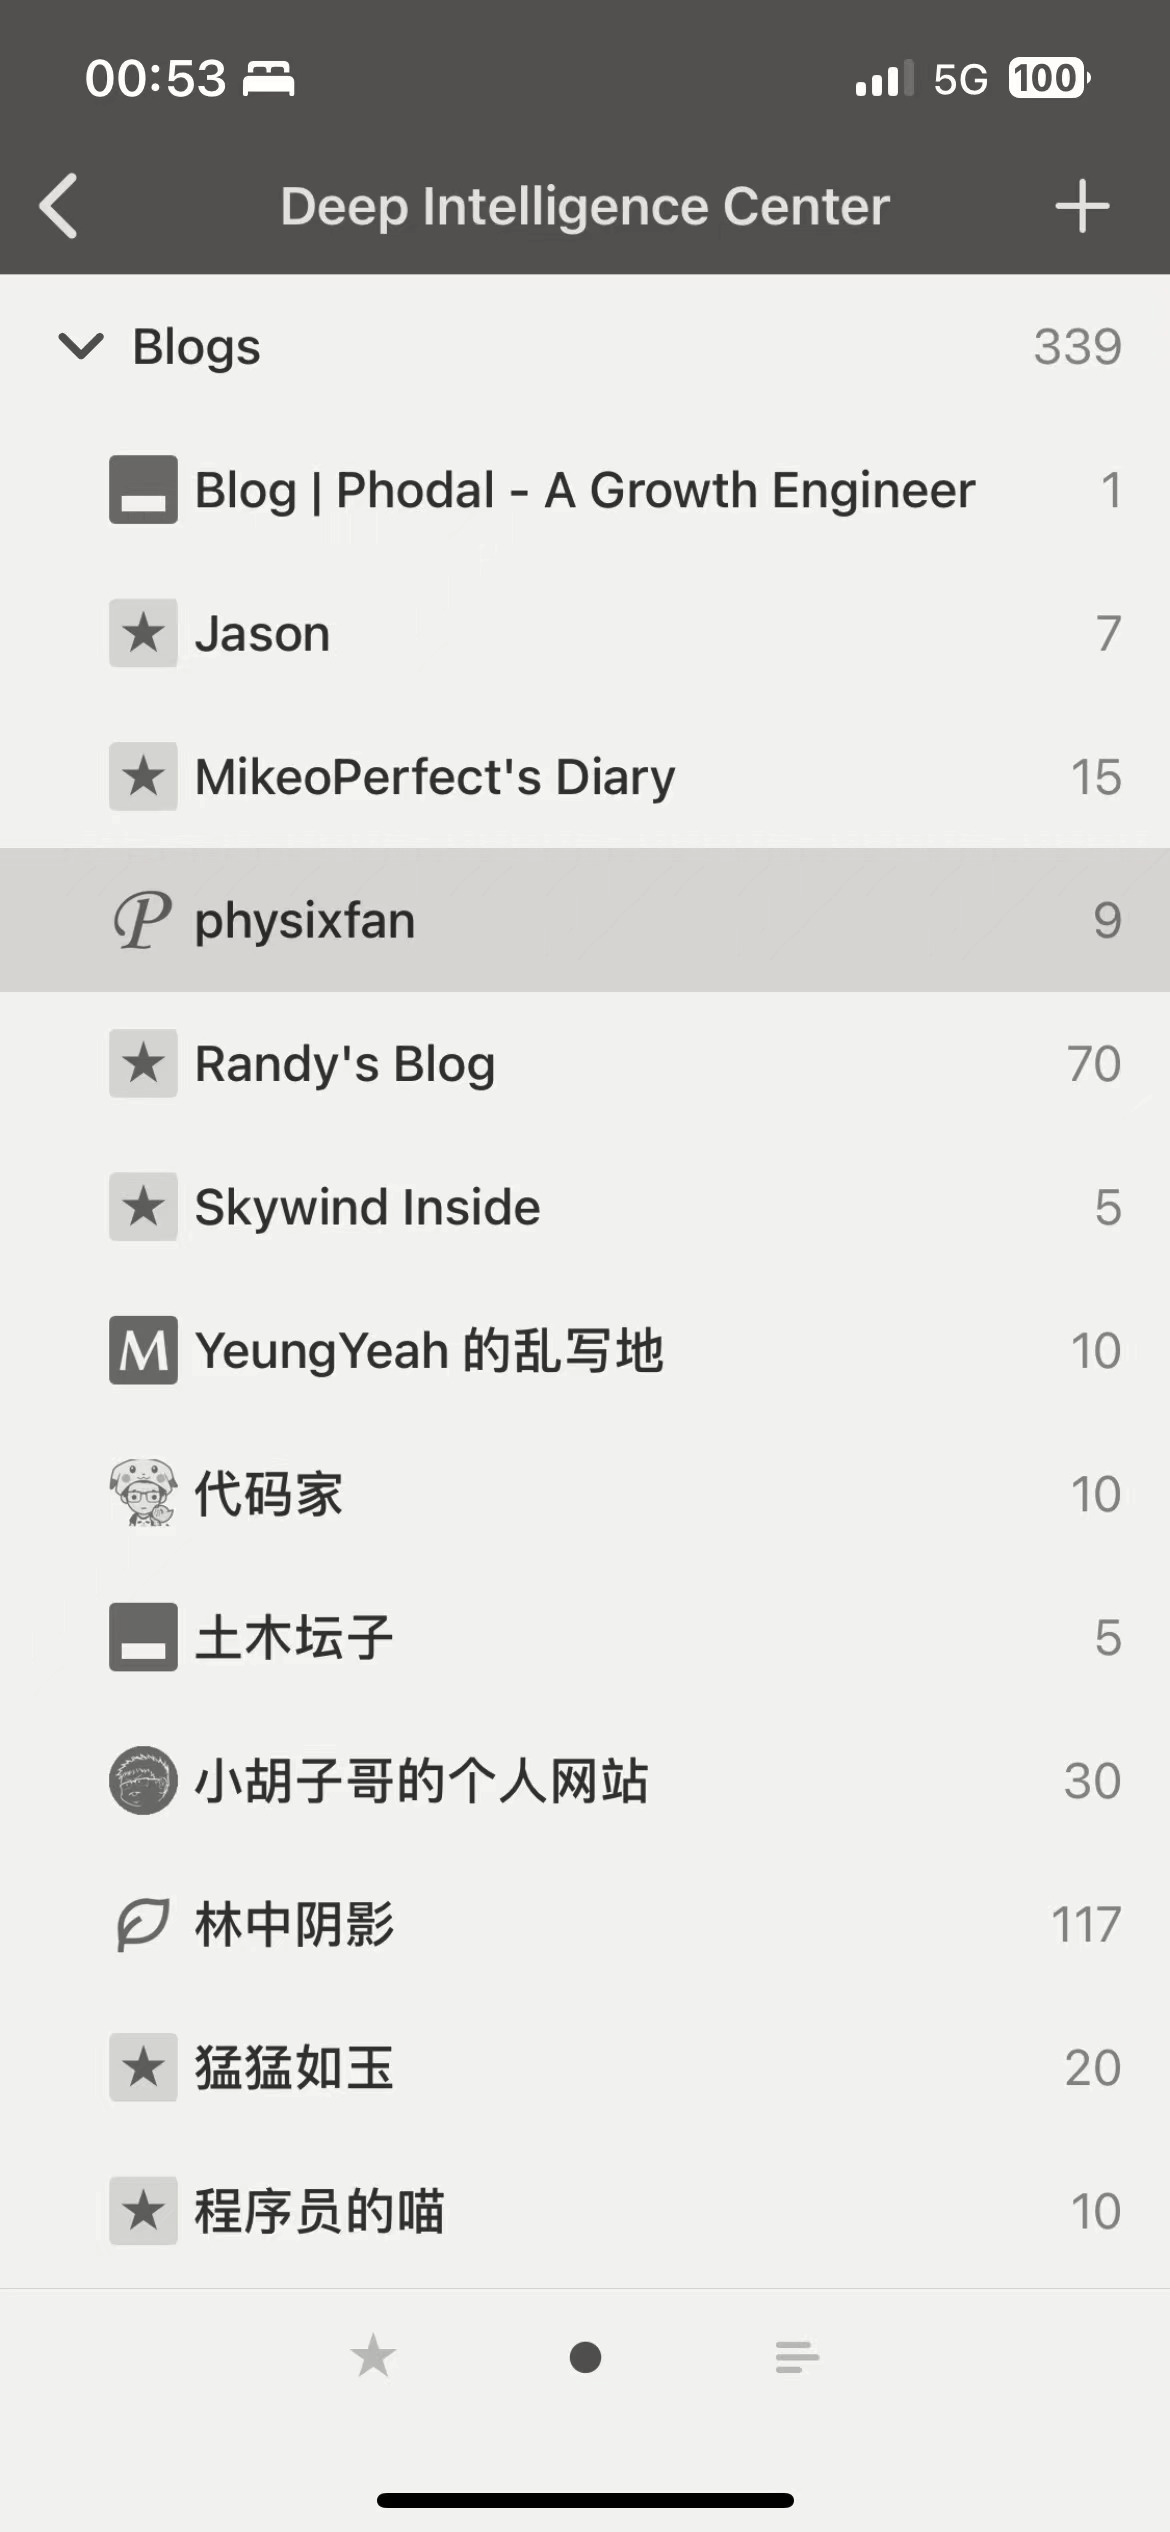 00:53 5G 100
Deep Intelligence Center
Blogs 339
Blog | Phodal - A Growth Engineer 1
Jason 7
MikeoPerfect's Diary 15
physixfan 9
Randy's Blog 70
Skywind Inside 5
M YeungYeah 的乱写地 10
代码家 10
土木坛子 5
小胡子哥的个人网站 30
林中阴影 117
猛猛如玉 20
程序员的喵 10